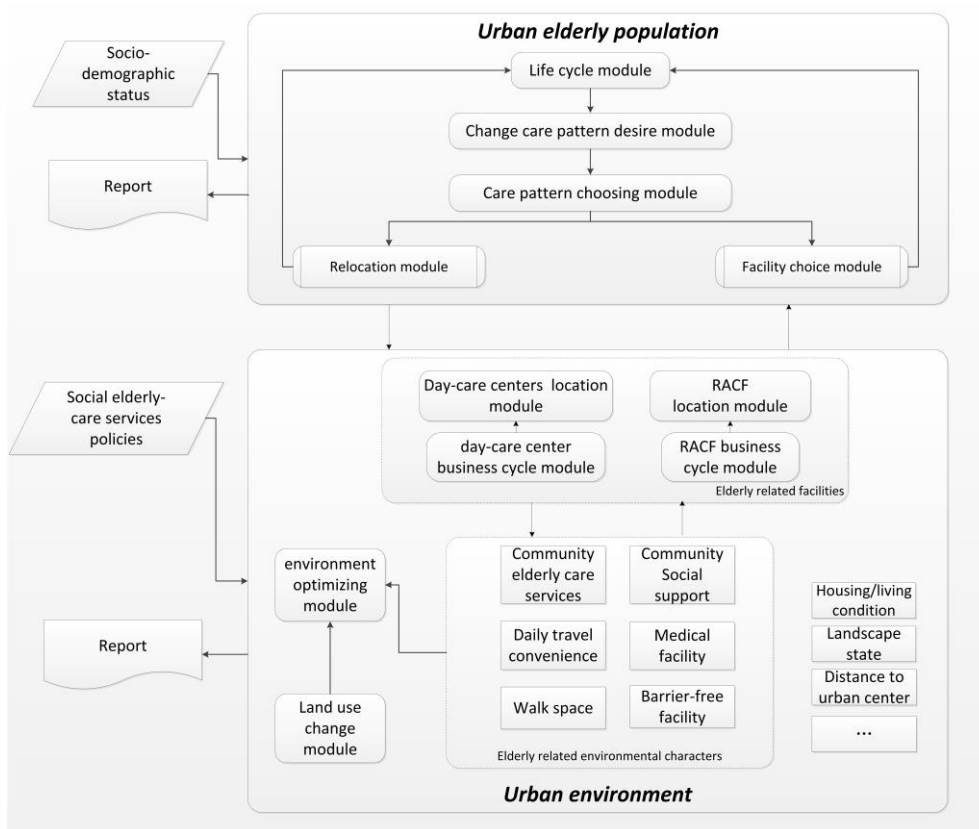 Urban elderly population
Socio-
demographic
status
Life cycle module
Change care pattern desire module
Report
Care pattern choosing module
Relocation module
Facility choice module
Social elderly-
care services
policies
Day-care centers location
module
RACF
location module
day-care center
business cycle module
RACF business
cycle module
Elderly related facilities
environment
optimizing
module
Community
elderly care
services
Community
Social
support
Housing/living
condition
Report
Daily travel
convenience
Medical
facility
Landscape
state
Distance to
urban center
Land use
change
module
Walk space
Barrier-free
facility
...
Elderly related environmental characters
Urban environment